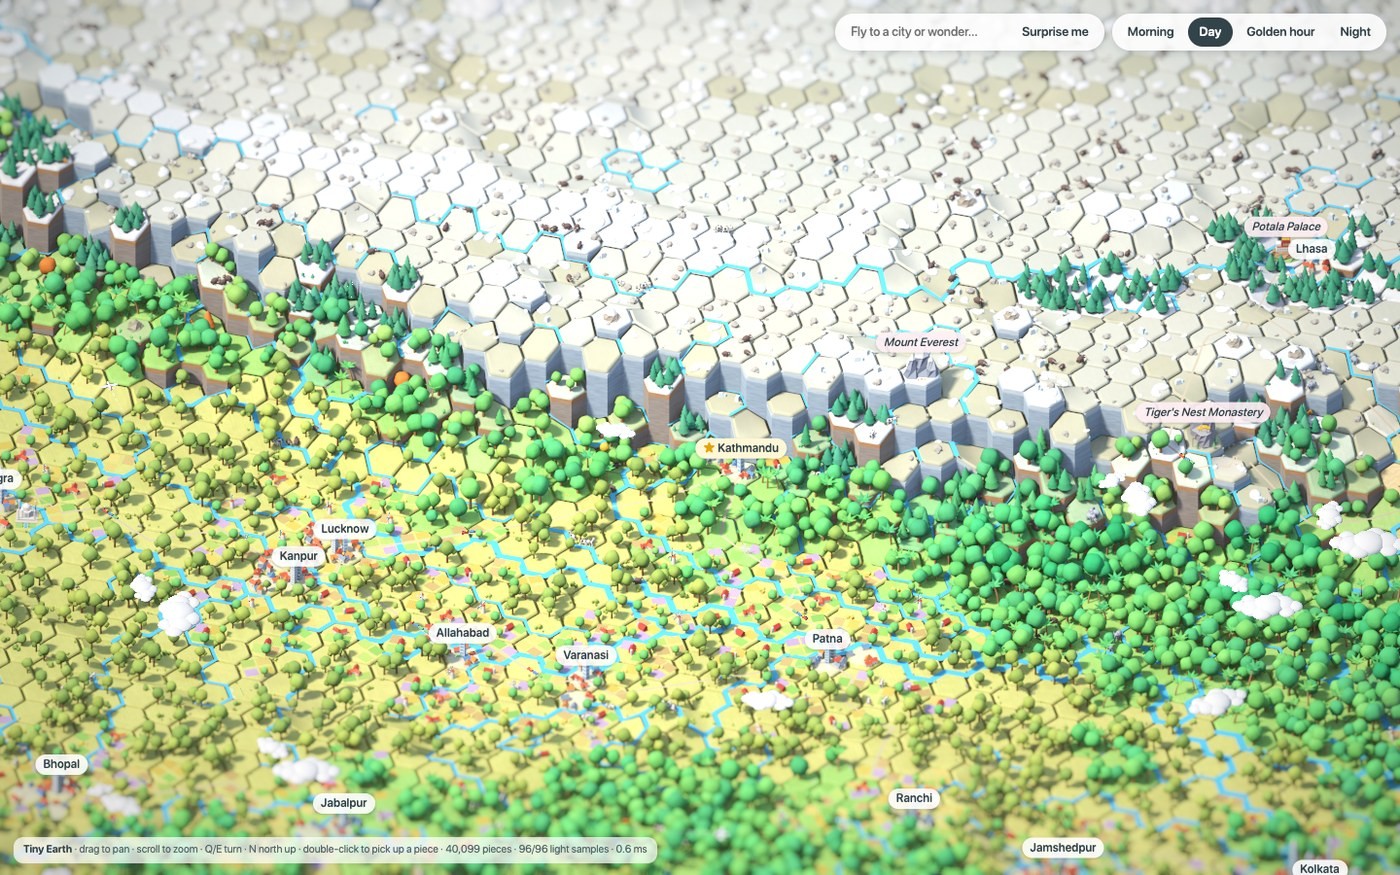 Fly to a city or wonder...
Surprise me
Morning
Day
Golden hour
Night
Potala Palace
Lhasa
Mount Everest
Tiger's Nest Monastery
Kathmandu
gra
Lucknow
Kanpur
Allahabad
Varanasi
Patna
Bhopal
Jabalpur
Ranchi
Jamshedpur
Kolkata
Tiny Earth · drag to pan · scroll to zoom · Q/E turn · N north up · double-click to pick up a piece · 40,099 pieces · 96/96 light samples · 0.6 ms